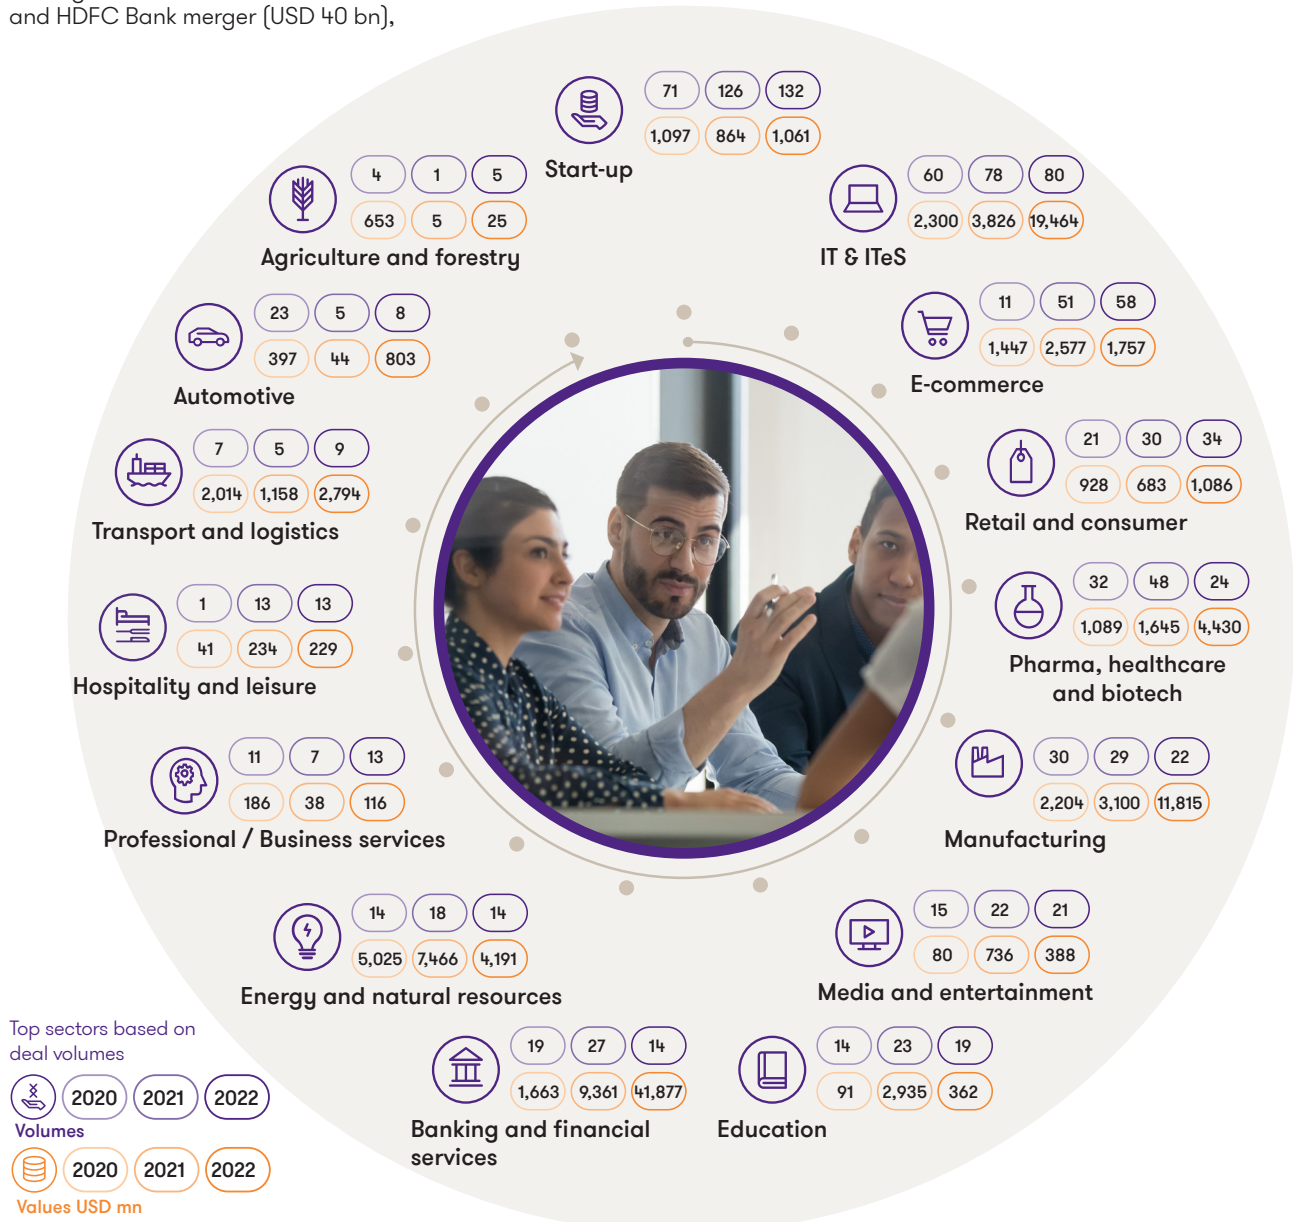 and HDFC Bank merger (USD 40 bn),
71 126 132
1,097 864 1,061
Start-up
60 78 80
2,300 3,826 19,464
IT & ITeS
11 51 58
1,447 2,577 1,757
E-commerce
21 30 34
928 683 1,086
Retail and consumer
32 48 24
1,089 1,645 4,430
Pharma, healthcare
and biotech
30 29 22
2,204 3,100 11,815
Manufacturing
15 22 21
80 736 388
Media and entertainment
14 23 19
91 2,935 362
Education
19 27 14
1,663 9,361 41,877
Banking and financial
services
14 18 14
5,025 7,466 4,191
Energy and natural resources
11 7 13
186 38 116
Professional / Business services
1 13 13
41 234 229
Hospitality and leisure
7 5 9
2,014 1,158 2,794
Transport and logistics
23 5 8
397 44 803
Automotive
4 1 5
653 5 25
Agriculture and forestry
Top sectors based on
deal volumes
2020 2021 2022
Volumes
2020 2021 2022
Values USD mn